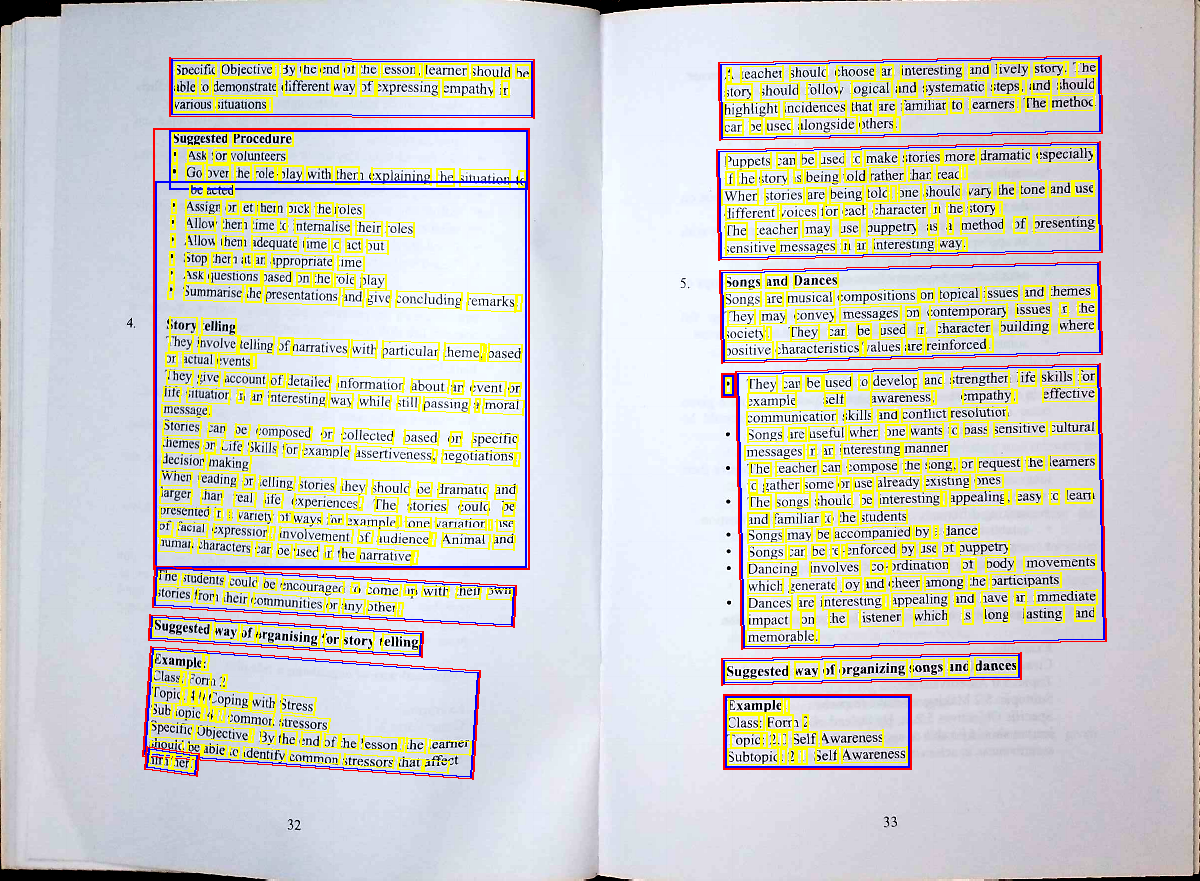 Specific Objective: By the end of the lesson, learner should be
able to demonstrate different way of expressing empathy in
various situations
Suggested Procedure
• Ask for volunteers
• Go over the role play with them explaining the situation to
be acted
• Assign or let them pick the roles
• Allow them time to internalise their roles
• Allow them adequate time to act out
• Stop them at an appropriate time
• Ask questions based on the role play
• Summarise the presentations and give concluding remarks.
4. Story telling
They involve telling of narratives with particular theme, based
on actual events.
They give account of detailed information about an event or
life situation in an interesting way while still passing a moral
message.
Stories can be composed or collected based on specific
themes on Life Skills for example assertiveness, negotiations,
decision making
When reading or telling stories they should be dramatic and
larger than real life experiences. The stories could be
presented in a variety of ways for example, tone variation, use
of facial expression, involvement of audience. Animal and
human characters can be used in the narrative.
The students could be encouraged to come up with their own
stories from their communities or any other.
Suggested way of organising for story telling
Example:
Class: Form 2
Topic: 4.0 Coping with Stress
Sub topic: 4.1 common stressors
Specific Objective: By the end of the lesson, the learner
should be able to identify common stressors that affect
him/her.
32
A teacher should choose an interesting and lively story. The
story should follow logical and systematic steps, and should
highlight incidences that are familiar to learners. The method
can be used alongside others.
Puppets can be used to make stories more dramatic especially
if the story is being told rather than read.
When stories are being told, one should vary the tone and use
different voices for each character in the story.
The teacher may use puppetry as a method of presenting
sensitive messages in an interesting way.
5. Songs and Dances
Songs are musical compositions on topical issues and themes.
They may convey messages on contemporary issues in the
society. They can be used in character building where
positive characteristics/values are reinforced.
• They can be used to develop and strengthen life skills for
example self awareness, empathy, effective
communication skills and conflict resolution.
• Songs are useful when one wants to pass sensitive cultural
messages in an interesting manner
• The teacher can compose the song, or request the learners
to gather some or use already existing ones
• The songs should be interesting, appealing, easy to learn
and familiar to the students
• Songs may be accompanied by a dance
• Songs can be re-enforced by use of puppetry
• Dancing involves co-ordination of body movements
which generate joy and cheer among the participants
• Dances are interesting, appealing and have an immediate
impact on the listener which is long lasting and
memorable.
Suggested way of organizing songs and dances
Example:
Class: Form 2
Topic: 2.0 Self Awareness
Subtopic: 2.1 Self Awareness
33